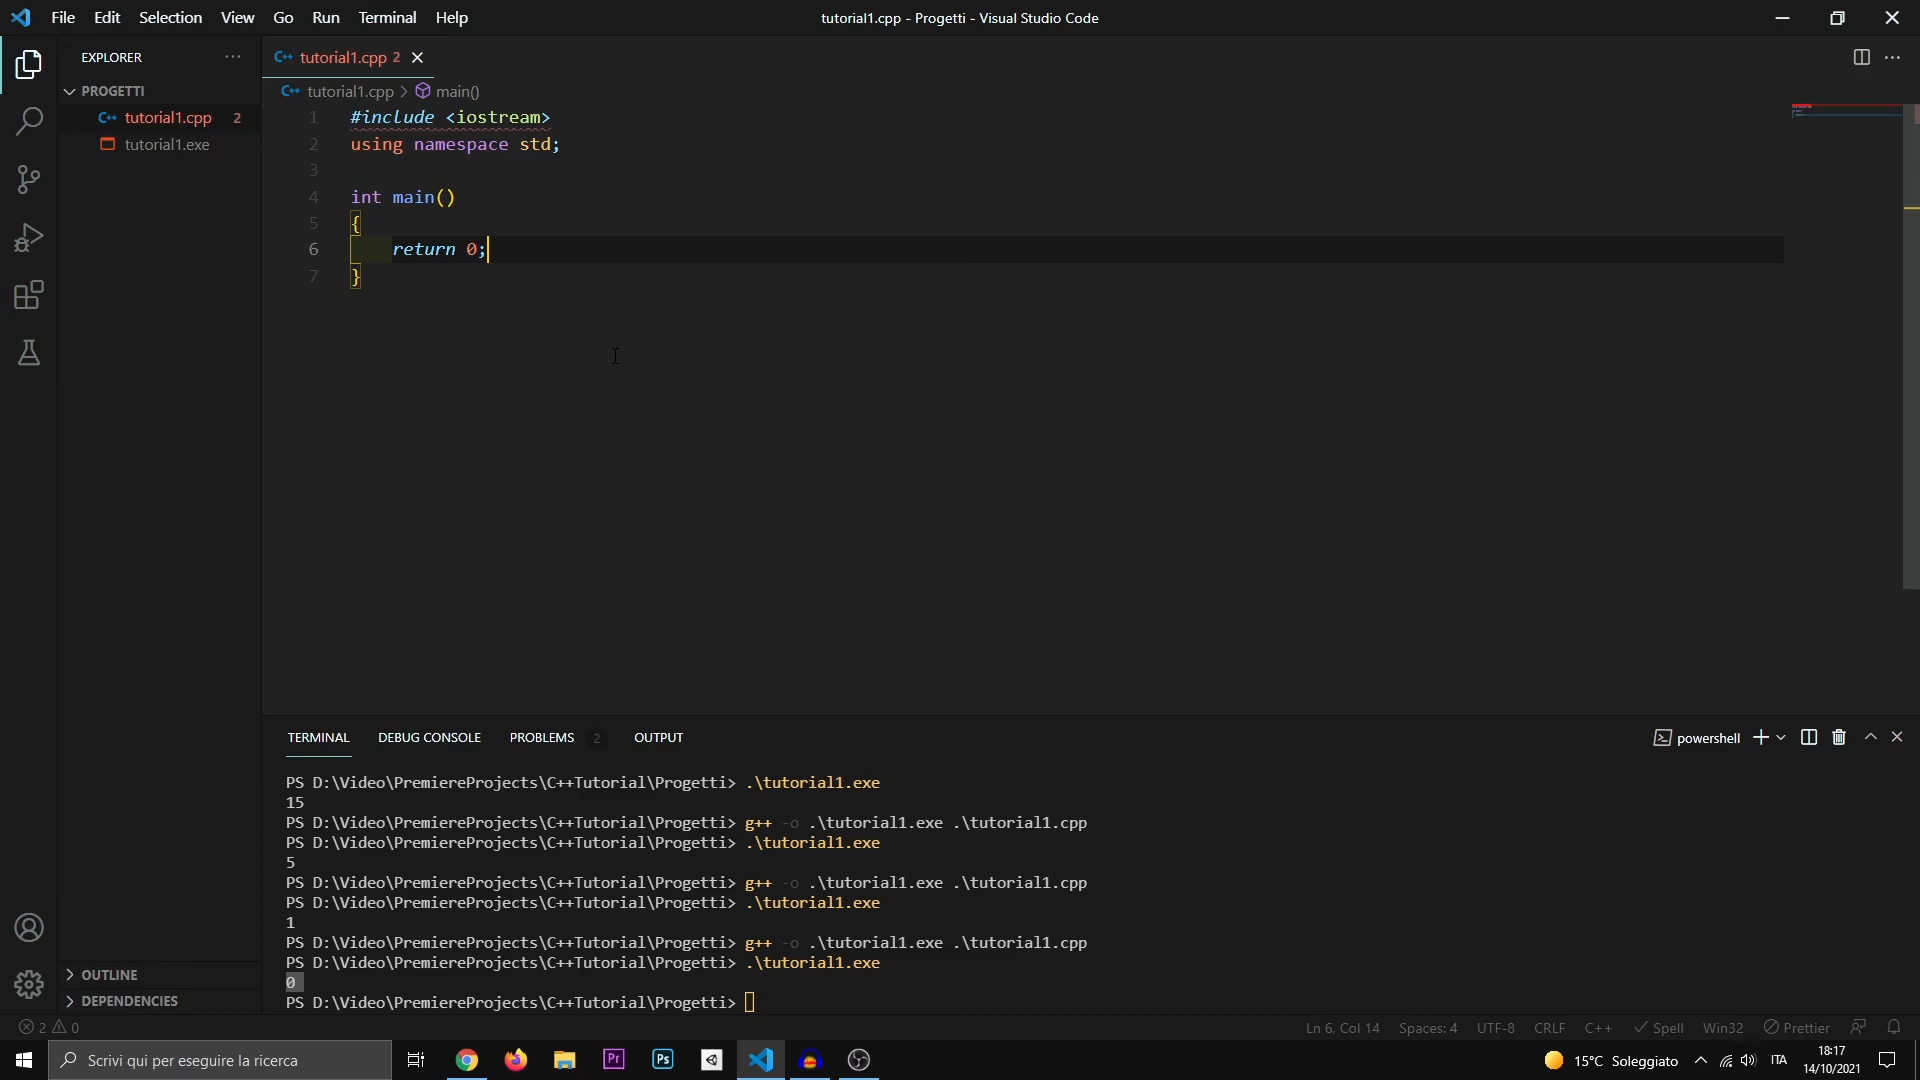 File Edit Selection View Go Run Terminal Help
tutorial1.cpp - Progetti - Visual Studio Code
EXPLORER
PROGETTI
C++ tutorial1.cpp 2
tutorial1.exe
C++ tutorial1.cpp 2
C++ tutorial1.cpp > main()
1 #include <iostream>
2 using namespace std;
3
4 int main()
5 {
6 return 0;
7 }
TERMINAL DEBUG CONSOLE PROBLEMS 2 OUTPUT
powershell
PS D:\Video\PremiereProjects\C++Tutorial\Progetti> .\tutorial1.exe
15
PS D:\Video\PremiereProjects\C++Tutorial\Progetti> g++ -o .\tutorial1.exe .\tutorial1.cpp
PS D:\Video\PremiereProjects\C++Tutorial\Progetti> .\tutorial1.exe
5
PS D:\Video\PremiereProjects\C++Tutorial\Progetti> g++ -o .\tutorial1.exe .\tutorial1.cpp
PS D:\Video\PremiereProjects\C++Tutorial\Progetti> .\tutorial1.exe
1
PS D:\Video\PremiereProjects\C++Tutorial\Progetti> g++ -o .\tutorial1.exe .\tutorial1.cpp
PS D:\Video\PremiereProjects\C++Tutorial\Progetti> .\tutorial1.exe
0
PS D:\Video\PremiereProjects\C++Tutorial\Progetti>
OUTLINE
DEPENDENCIES
2 0
Ln 6, Col 14 Spaces: 4 UTF-8 CRLF C++ Spell Win32 Prettier
Scrivi qui per eseguire la ricerca
Pr
Ps
15°C Soleggiato
ITA
18:17
14/10/2021